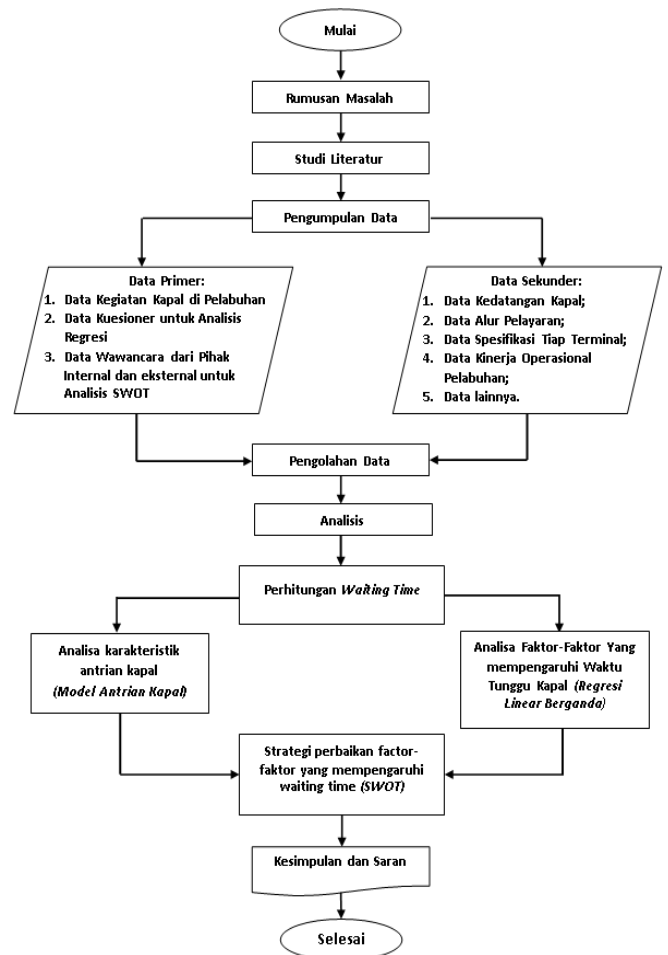 Mulai
Rumusan Masalah
Studi Literatur
Pengumpulan Data
Data Primer:
1. Data Kegiatan Kapal di Pelabuhan
2. Data Kuesioner untuk Analisis
Regresi
3. Data Wawancara dari Pihak
Internal dan eksternal untuk
Analisis SWOT
Data Sekunder:
1. Data Kedatangan Kapal;
2. Data Alur Pelayaran;
3. Data Spesifikasi Tiap Terminal;
4. Data Kinerja Operasional
Pelabuhan;
5. Data lainnya.
Pengolahan Data
Analisis
Perhitungan Waiting Time
Analisa karakteristik
antrian kapal
(Model Antrian Kapal)
Analisa Faktor-Faktor Yang
mempengaruhi Waktu
Tunggu Kapal (Regresi
Linear Berganda)
Strategi perbaikan factor-
faktor yang mempengaruhi
waiting time (SWOT)
Kesimpulan dan Saran
Selesai